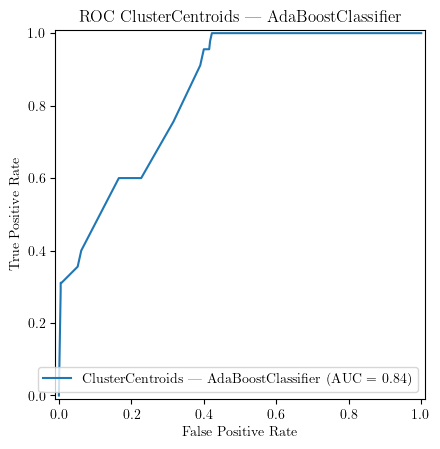 ROC ClusterCentroids — AdaBoostClassifier
1.0
0.8
0.6
0.4
0.2
0.0
True Positive Rate
ClusterCentroids — AdaBoostClassifier (AUC = 0.84)
0.0 0.2 0.4 0.6 0.8 1.0
False Positive Rate